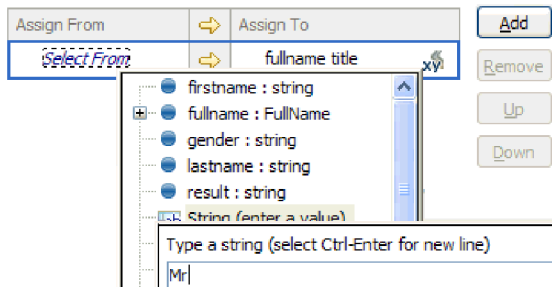 Assign From Assign To
Select From fullname title xy
Add
Remove
Up
Down
firstname : string
fullname : FullName
gender : string
lastname : string
result : string
String (enter a value)
Type a string (select Ctrl-Enter for new line)
Mr